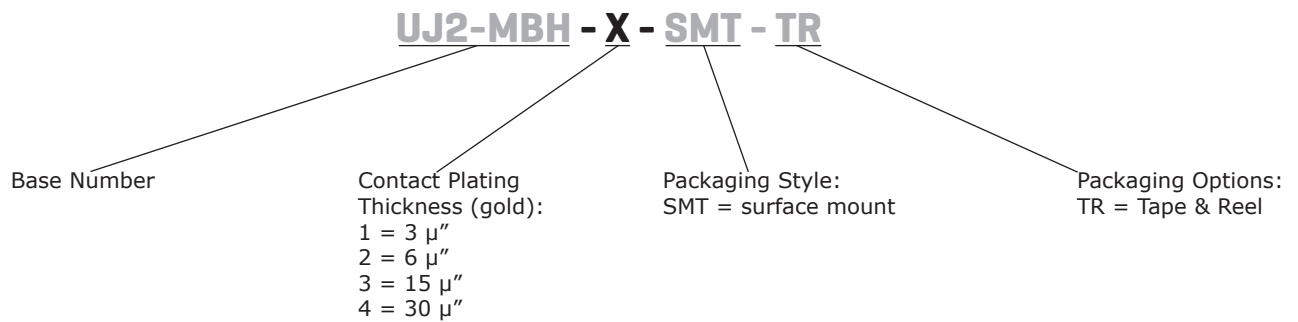 UJ2-MBH - X - SMT - TR
Base Number
Contact Plating
Thickness (gold):
1 = 3 µ"
2 = 6 µ"
3 = 15 µ"
4 = 30 µ"
Packaging Style:
SMT = surface mount
Packaging Options:
TR = Tape & Reel